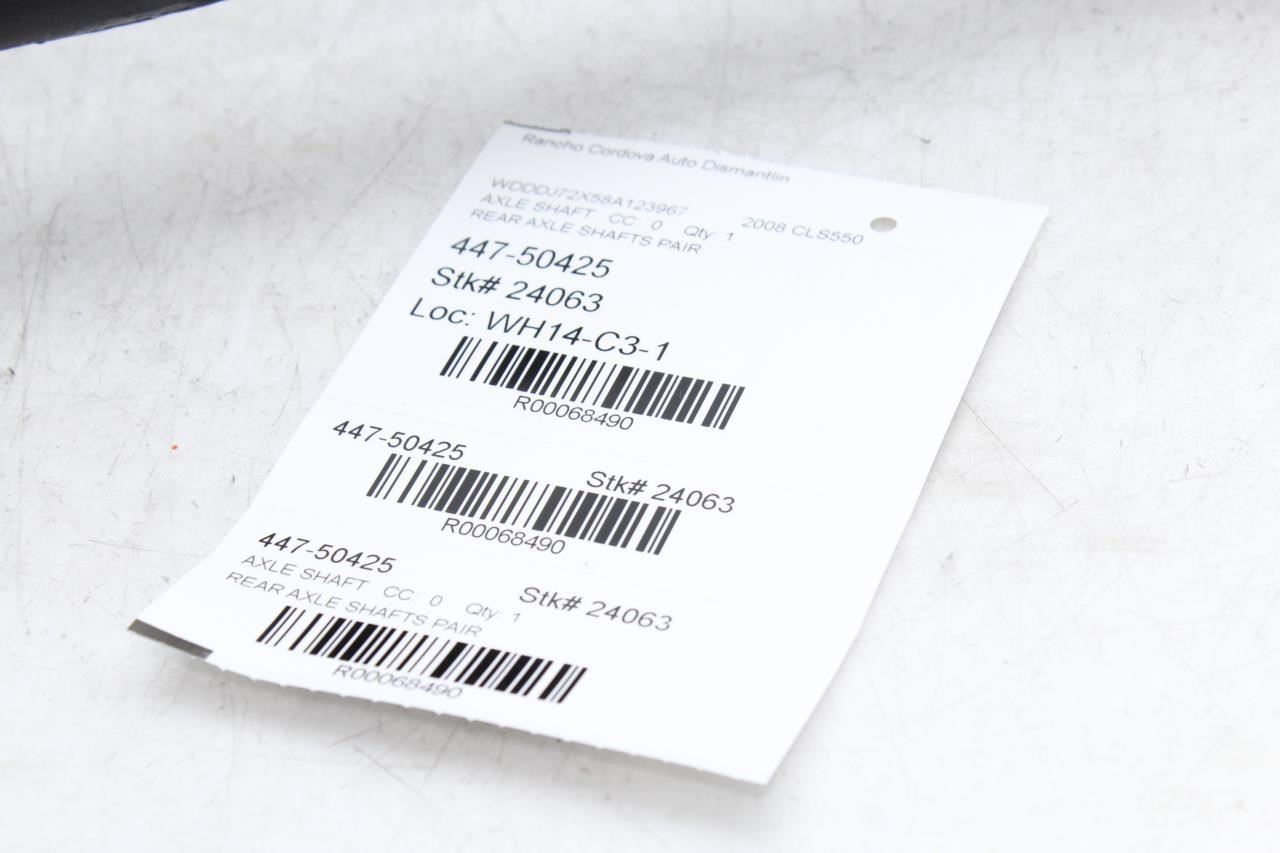 Rancho Cordova Auto Dismantlin
WDDDJ72X58A123967 2008 CLS550
AXLE SHAFT CC: 0 Qty: 1
REAR AXLE SHAFTS PAIR
447-50425
Stk# 24063
Loc: WH14-C3-1
R00068490
447-50425 Stk# 24063
R00068490
447-50425 Stk# 24063
AXLE SHAFT CC: 0 Qty: 1
REAR AXLE SHAFTS PAIR
R00068490